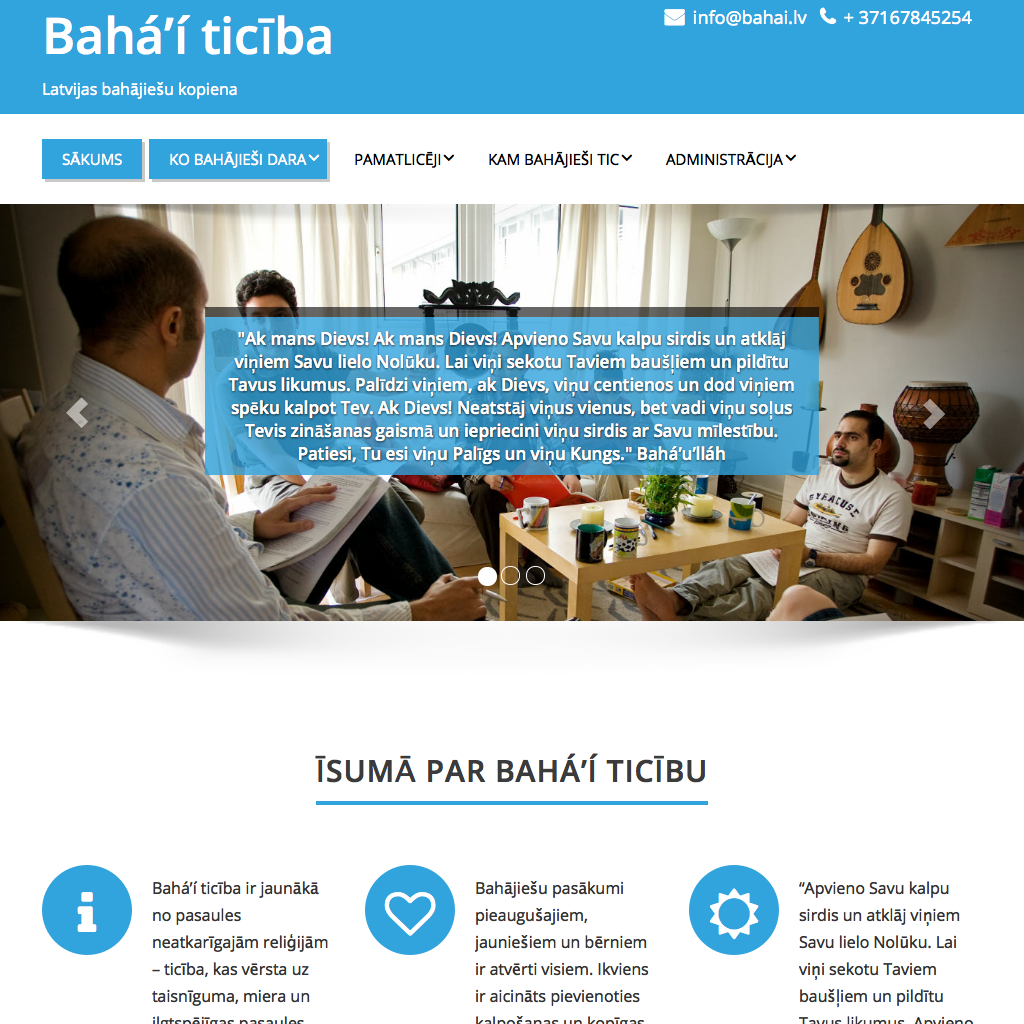 Bahá’í ticība
Latvijas bahājiešu kopiena
info@bahai.lv
+ 37167845254
SĀKUMS
KO BAHĀJIEŠI DARA
PAMATLICĒJI
KAM BAHĀJIEŠI TIC
ADMINISTRĀCIJA
"Ak mans Dievs! Ak mans Dievs! Apvieno Savu kalpu sirdis un atklāj
viņiem Savu lielo Nolūku. Lai viņi sekotu Taviem baušļiem un pildītu
Tavus likumus. Palīdzi viņiem, ak Dievs, viņu centienos un dod viņiem
spēku kalpot Tev. Ak Dievs! Neatstāj viņus vienus, bet vadi viņu soļus
Tevis zināšanas gaismā un iepriecini viņu sirdis ar Savu mīlestību.
Patiesi, Tu esi viņu Palīgs un viņu Kungs." Bahá’u’lláh
SYRACUSE
ĪSUMĀ PAR BAHÁ’Í TICĪBU
Bahá’í ticība ir jaunākā
no pasaules
neatkarīgajām reliģijām
– ticība, kas vērsta uz
taisnīguma, miera un
ilgtspējīgas pasaules
Bahājiešu pasākumi
pieaugušajiem,
jauniešiem un bērniem
ir atvērti visiem. Ikviens
ir aicināts pievienoties
kalpošanas un kopīgas
“Apvieno Savu kalpu
sirdis un atklāj viņiem
Savu lielo Nolūku. Lai
viņi sekotu Taviem
baušļiem un pildītu
Tavus likumus. Apvieno